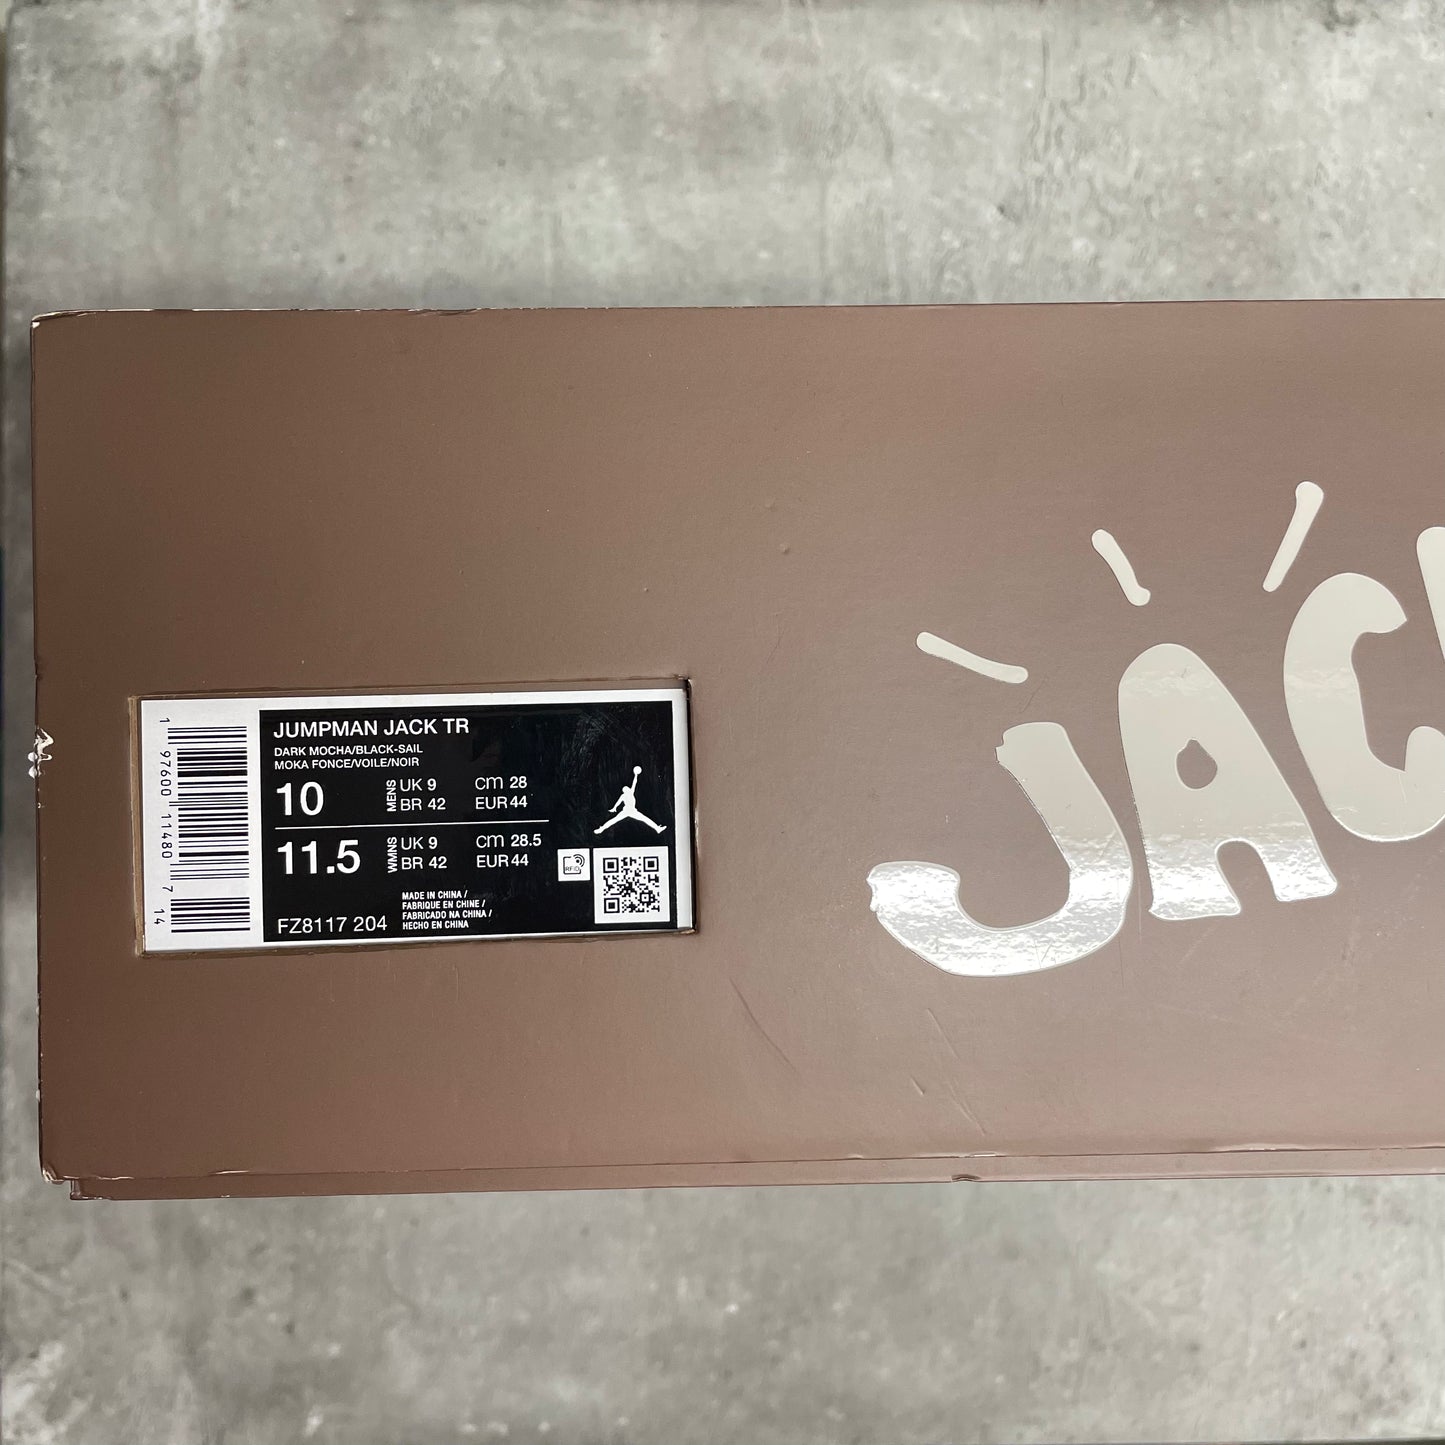 1 97600 11480 7 14
JUMPMAN JACK TR
DARK MOCHA/BLACK-SAIL
MOKA FONCE/VOILE/NOIR
10 MENS UK 9 cm 28
BR 42 EUR 44
11.5 WMNS UK 9 cm 28.5
BR 42 EUR 44
RFID
MADE IN CHINA /
FABRIQUE EN CHINE /
FABRICADO NA CHINA /
HECHO EN CHINA
FZ8117 204
JAC